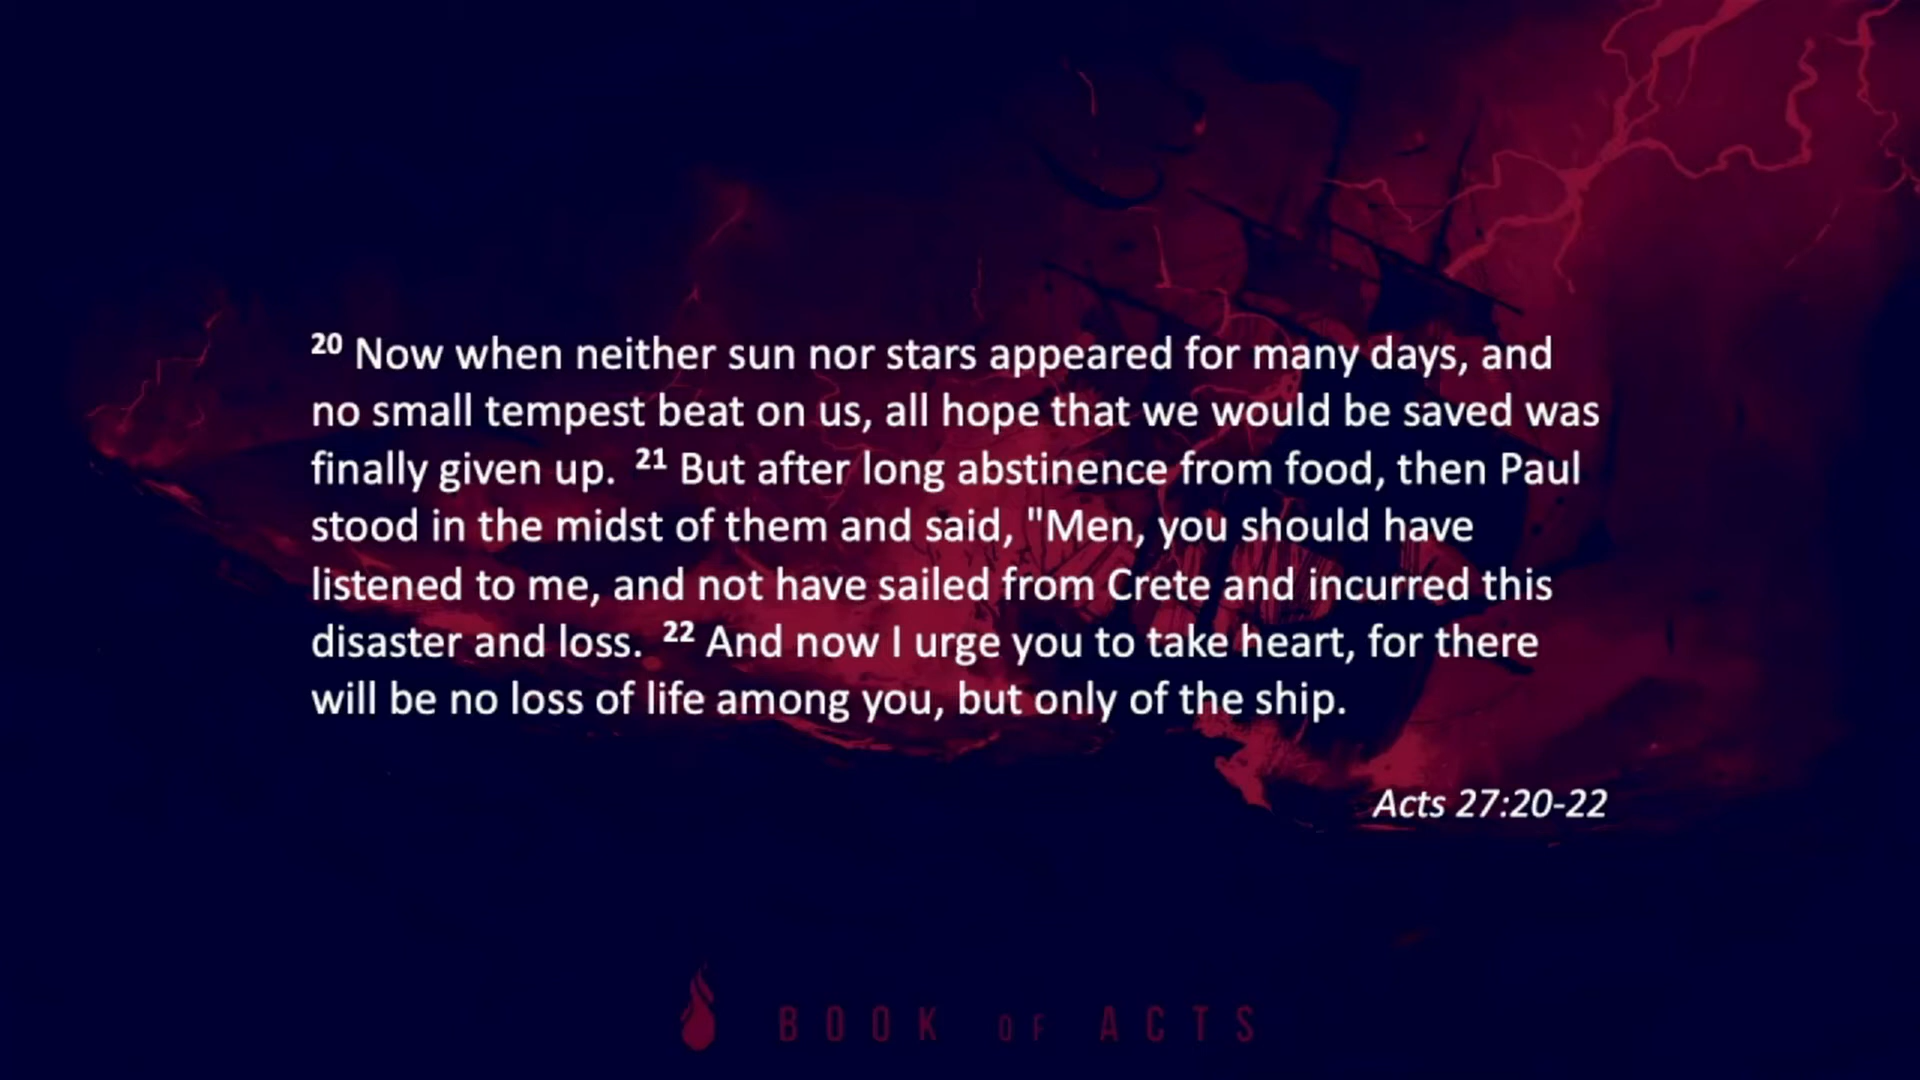 20 Now when neither sun nor stars appeared for many days, and
no small tempest beat on us, all hope that we would be saved was
finally given up. 21 But after long abstinence from food, then Paul
stood in the midst of them and said, "Men, you should have
listened to me, and not have sailed from Crete and incurred this
disaster and loss. 22 And now I urge you to take heart, for there
will be no loss of life among you, but only of the ship.
Acts 27:20-22
BOOK OF ACTS